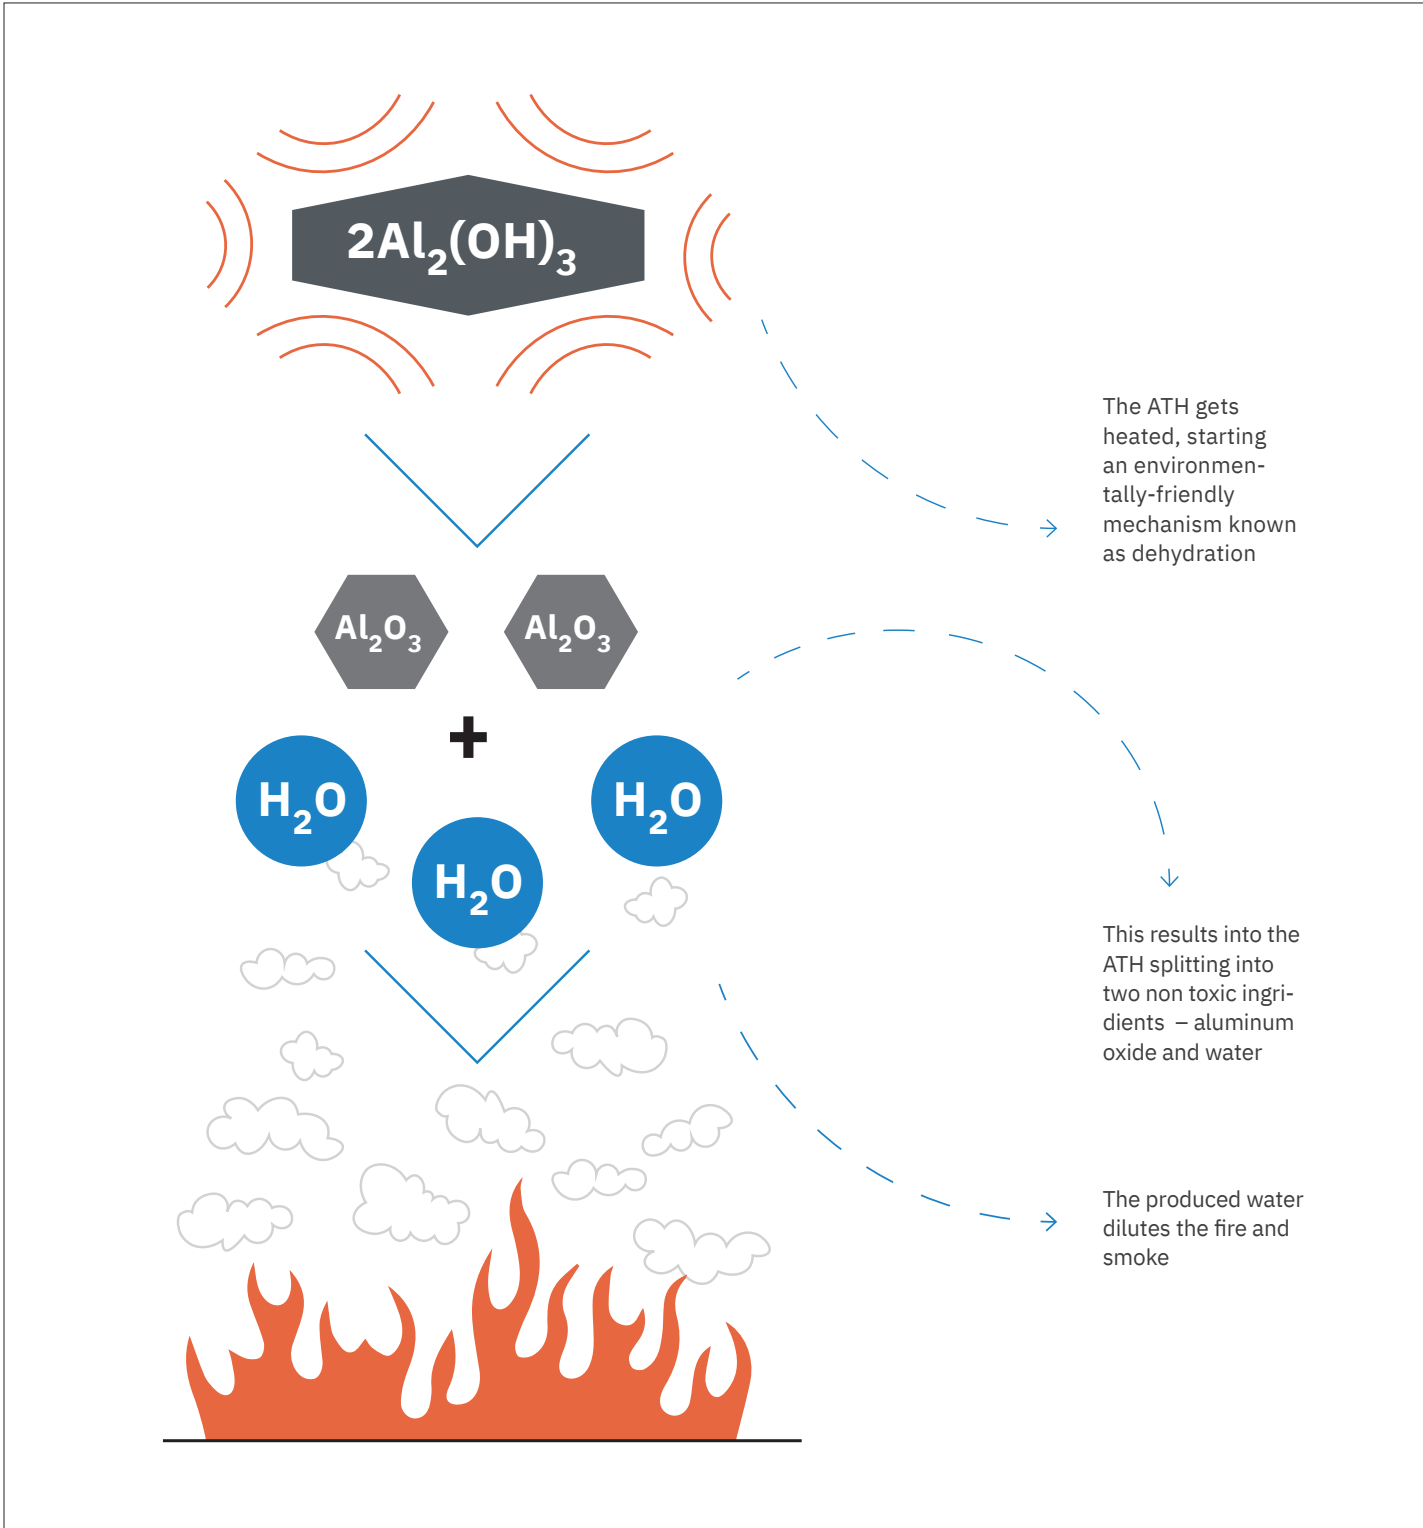 2Al₂(OH)₃
The ATH gets
heated, starting
an environmen-
tally-friendly
mechanism known
as dehydration
Al₂O₃ Al₂O₃
+
H₂O H₂O
H₂O
This results into the
ATH splitting into
two non toxic ingri-
dients – aluminum
oxide and water
The produced water
dilutes the fire and
smoke